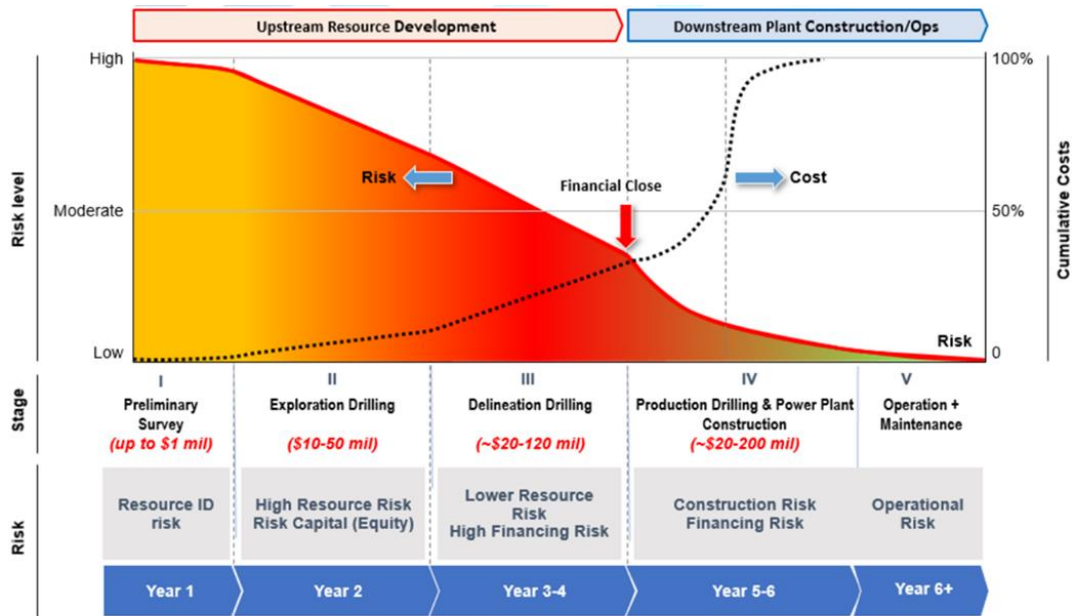 Upstream Resource Development
Downstream Plant Construction/Ops
High
100%
Risk level
Risk
Financial Close
Cost
Moderate
50%
Cumulative Costs
Low
Risk
0
Stage
I
II
III
IV
V
Preliminary
Survey
(up to $1 mil)
Exploration Drilling
($10-50 mil)
Delineation Drilling
(~$20-120 mil)
Production Drilling & Power Plant
Construction
(~$20-200 mil)
Operation +
Maintenance
Risk
Resource ID
risk
High Resource Risk
Risk Capital (Equity)
Lower Resource
Risk
High Financing Risk
Construction Risk
Financing Risk
Operational
Risk
Year 1
Year 2
Year 3-4
Year 5-6
Year 6+